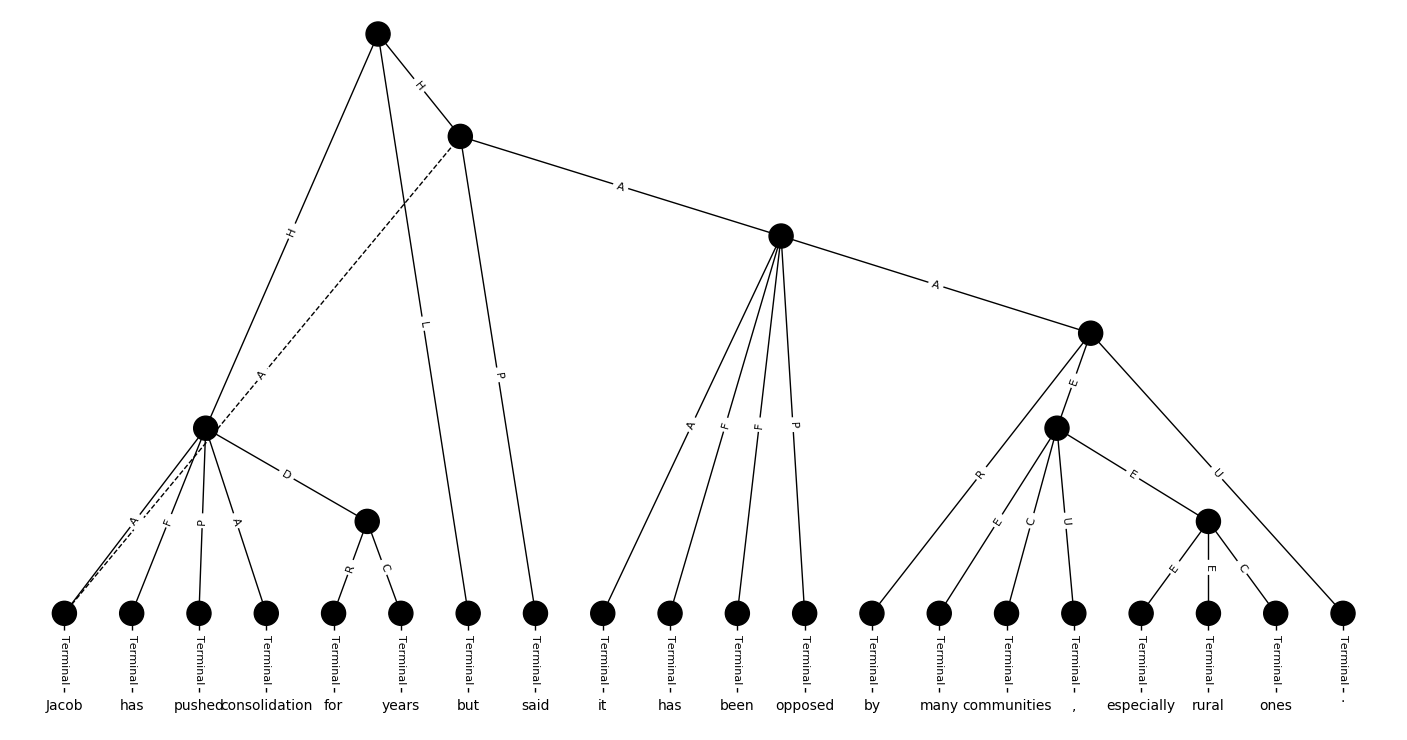 H
A
H
A
A
L
P
E
A
F
F
P
D
R
E
U
A
F
P
A
E
C
U
R
C
E
E
C
Terminal Terminal Terminal Terminal Terminal Terminal Terminal Terminal Terminal Terminal Terminal Terminal Terminal Terminal Terminal Terminal Terminal Terminal Terminal Terminal
Jacob has pushed consolidation for years but said it has been opposed by many communities , especially rural ones .